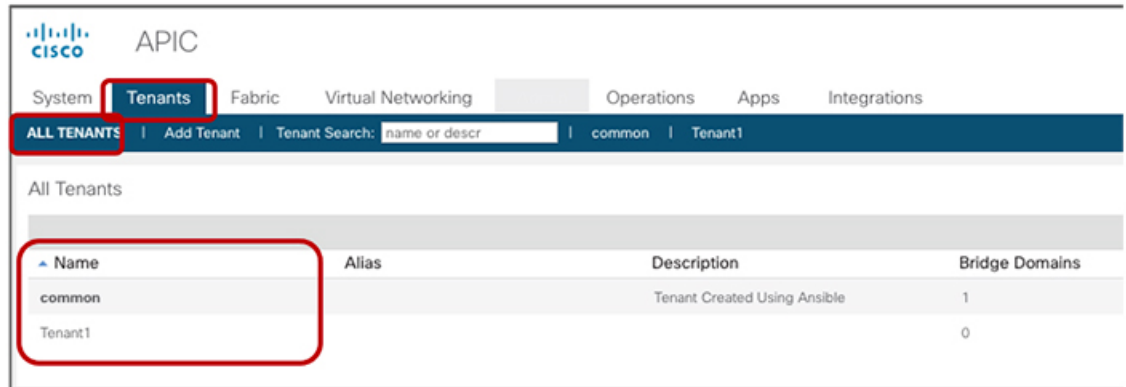 CISCO APIC
System Tenants Fabric Virtual Networking Operations Apps Integrations
ALL TENANTS | Add Tenant | Tenant Search: name or descr | common | Tenant1
All Tenants
Name Alias Description Bridge Domains
common Tenant Created Using Ansible 1
Tenant1 0